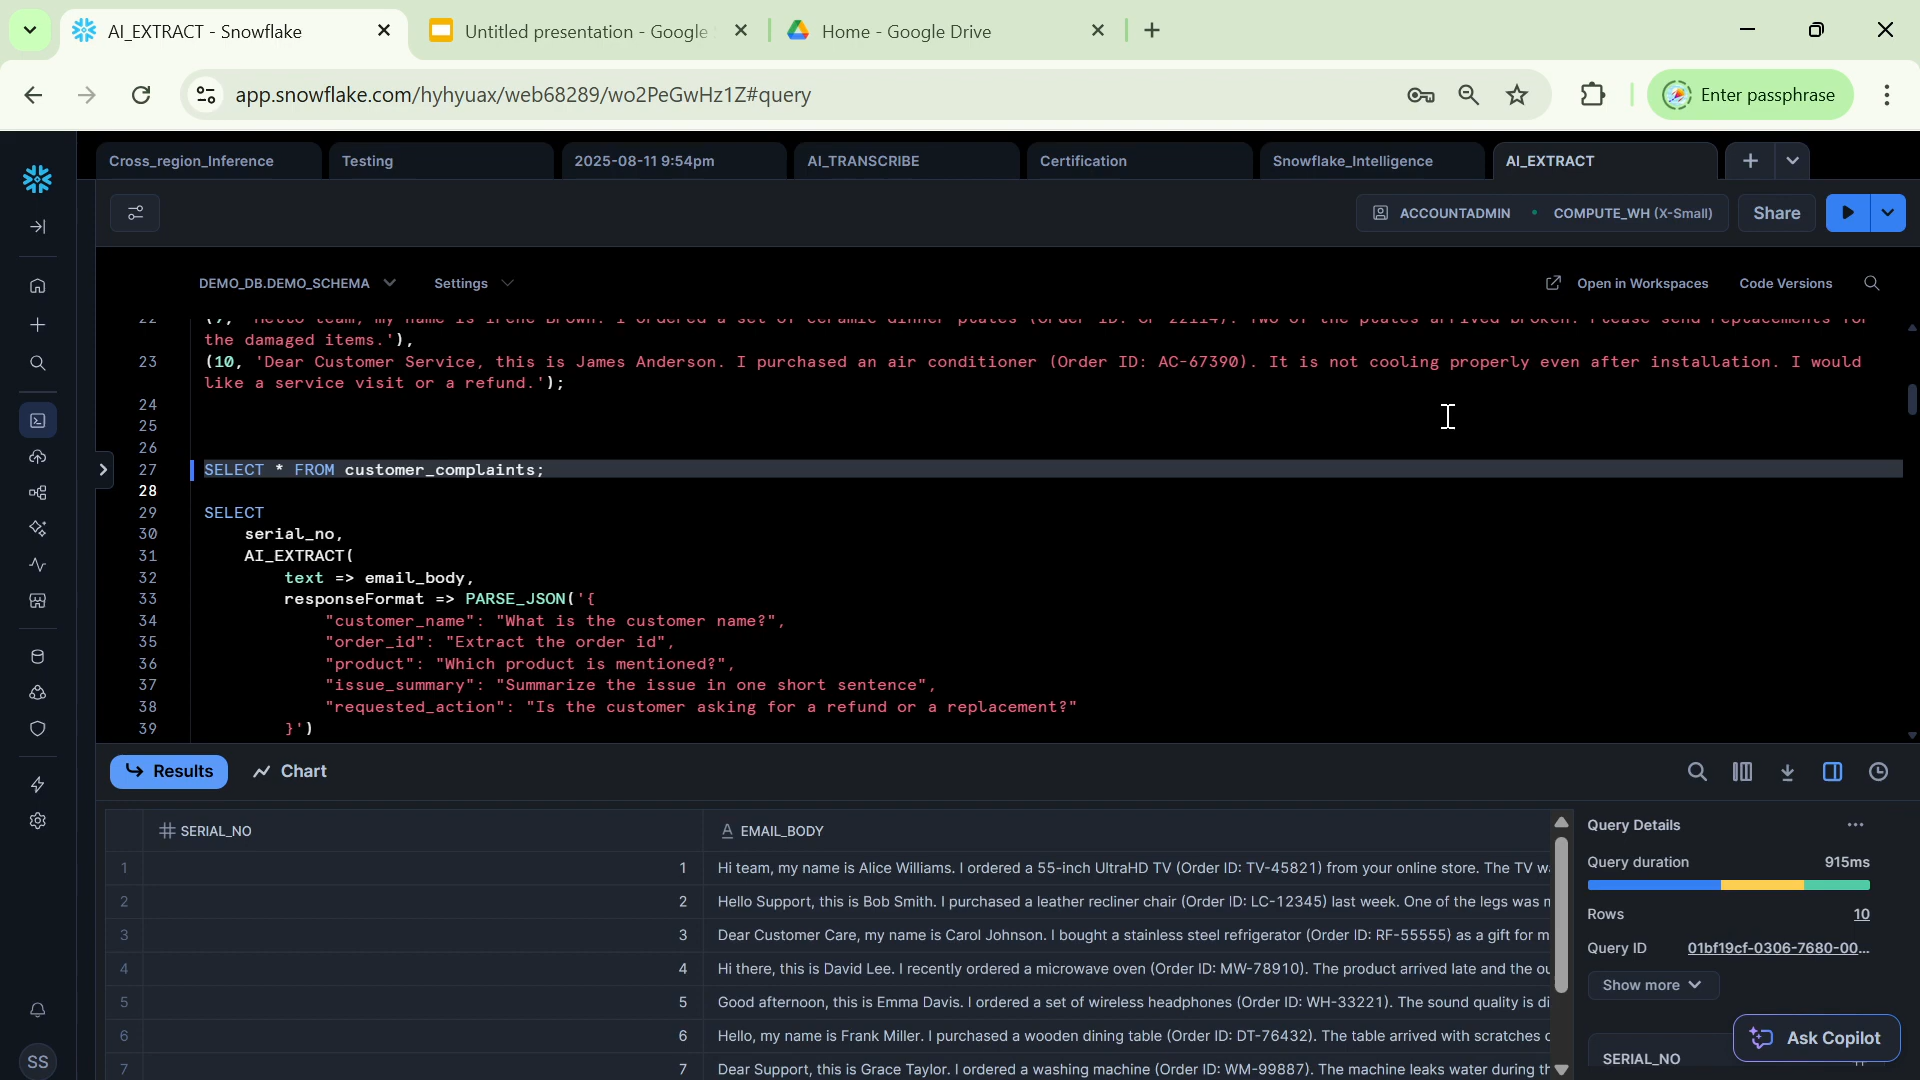 AI_EXTRACT - Snowflake
Untitled presentation - Google
Home - Google Drive
app.snowflake.com/hyhyuax/web68289/wo2PeGwHz1Z#query
Enter passphrase
Cross_region_Inference
Testing
2025-08-11 9:54pm
AI_TRANSCRIBE
Certification
Snowflake_Intelligence
AI_EXTRACT
ACCOUNTADMIN
COMPUTE_WH (X-Small)
Share
DEMO_DB.DEMO_SCHEMA
Settings
Open in Workspaces
Code Versions
the damaged items.'),
23 (10, 'Dear Customer Service, this is James Anderson. I purchased an air conditioner (Order ID: AC-67390). It is not cooling properly even after installation. I would
like a service visit or a refund.');
24
25
26
27 SELECT * FROM customer_complaints;
28
29 SELECT
30 serial_no,
31 AI_EXTRACT(
32 text => email_body,
33 responseFormat => PARSE_JSON('{
34 "customer_name": "What is the customer name?",
35 "order_id": "Extract the order id",
36 "product": "Which product is mentioned?",
37 "issue_summary": "Summarize the issue in one short sentence",
38 "requested_action": "Is the customer asking for a refund or a replacement?"
39 }')
Results
Chart
SERIAL_NO
A EMAIL_BODY
1 1 Hi team, my name is Alice Williams. I ordered a 55-inch UltraHD TV (Order ID: TV-45821) from your online store. The TV
2 2 Hello Support, this is Bob Smith. I purchased a leather recliner chair (Order ID: LC-12345) last week. One of the legs was
3 3 Dear Customer Care, my name is Carol Johnson. I bought a stainless steel refrigerator (Order ID: RF-55555) as a gift for
4 4 Hi there, this is David Lee. I recently ordered a microwave oven (Order ID: MW-78910). The product arrived late and the
5 5 Good afternoon, this is Emma Davis. I ordered a set of wireless headphones (Order ID: WH-33221). The sound quality is
6 6 Hello, my name is Frank Miller. I purchased a wooden dining table (Order ID: DT-76432). The table arrived with scratches
7 7 Dear Support, this is Grace Taylor. I ordered a washing machine (Order ID: WM-99887). The machine leaks water during
Query Details
Query duration 915ms
Rows 10
Query ID 01bf19cf-0306-7680-00...
Show more
SERIAL_NO
Ask Copilot
SS